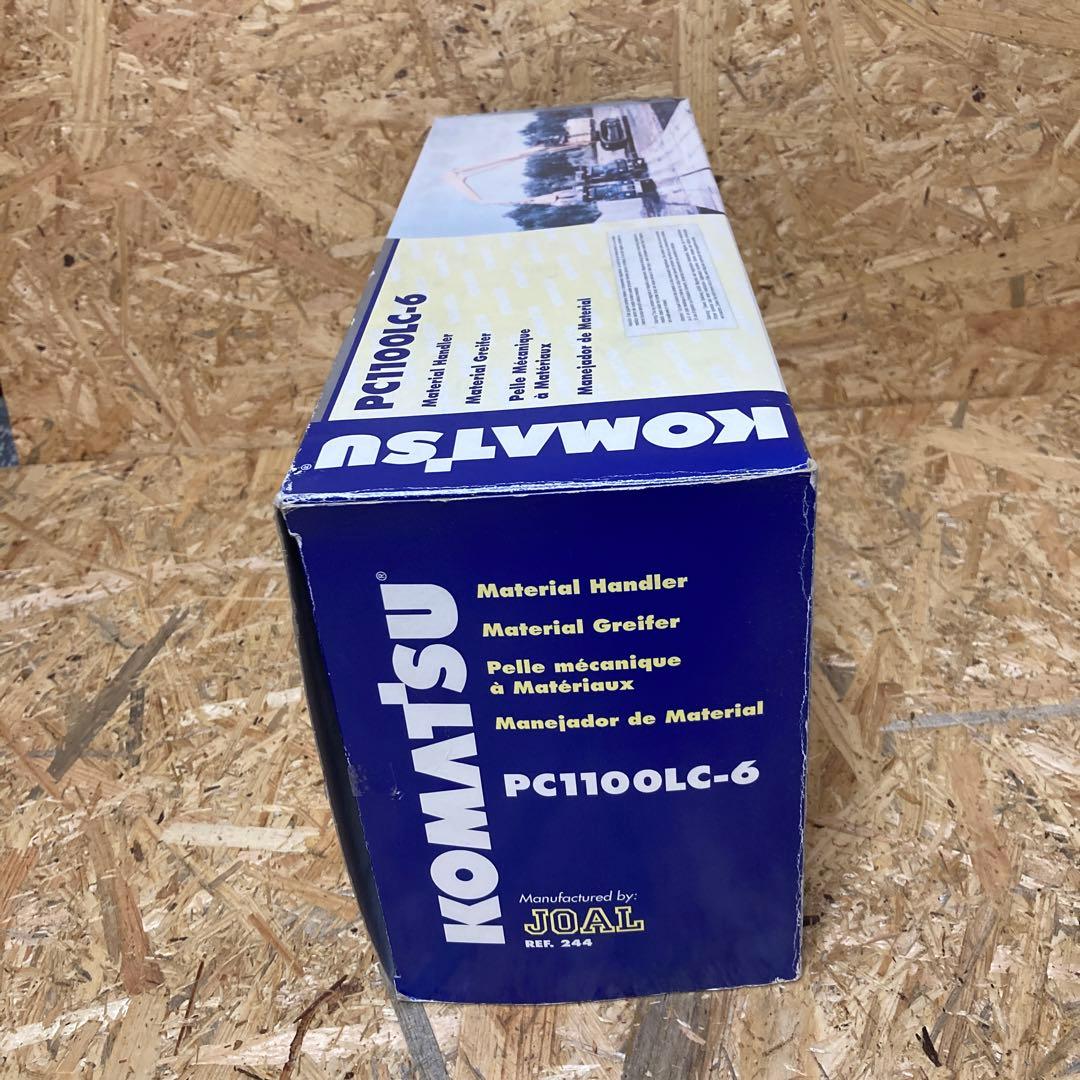 PC1100LC-6
Material Handler
Material Greifer
Pelle Mécanique
à Matériaux
Manejador de Material
KOMATSU®
KOMATSU®
Material Handler
Material Greifer
Pelle mécanique
à Matériaux
Manejador de Material
PC1100LC-6
Manufactured by:
JOAL
REF. 244